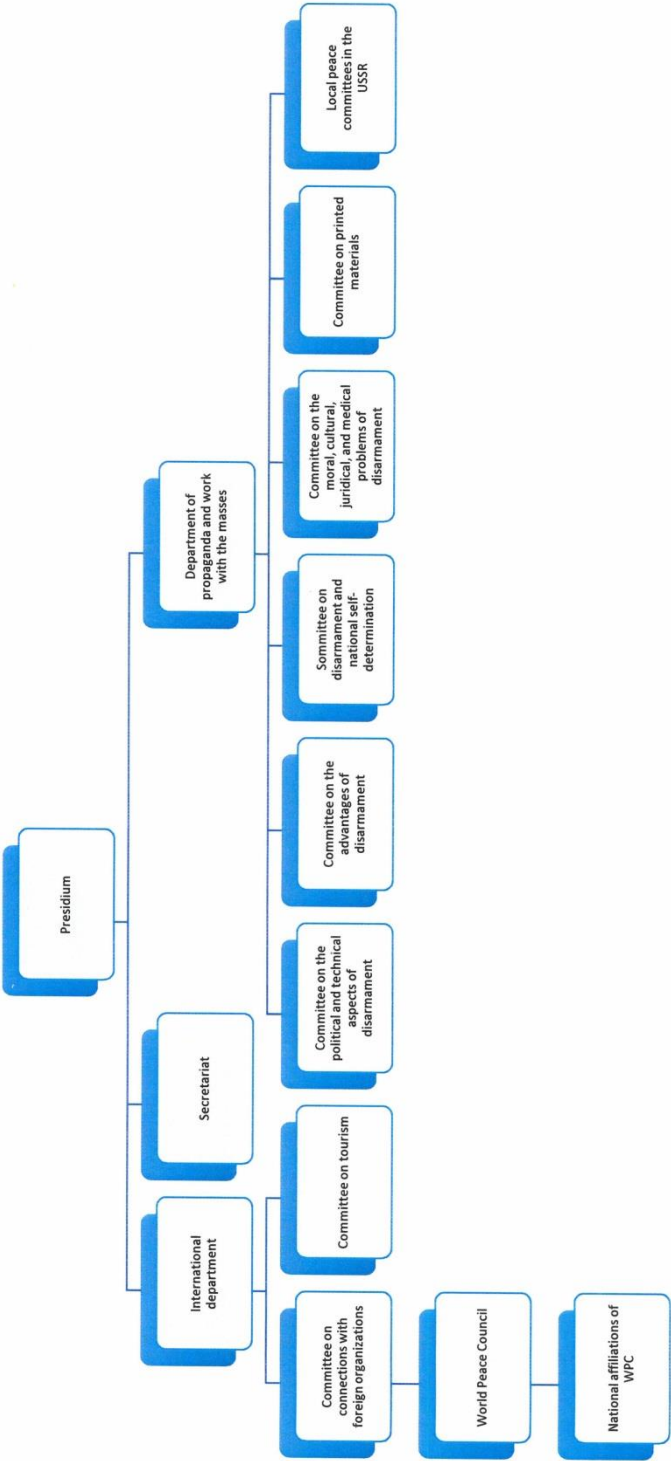 Presidium
International
department
Secretariat
Department of
propaganda and work
with the masses
Committee on
connections with
foreign organizations
Committee on tourism
Committee on the
political and technical
aspects of
disarmament
Committee on the
advantages of
disarmament
Sommittee on
disarmament and
national self-
determination
Committee on the
moral, cultural,
juridical, and medical
problems of
disarmament
Committee on printed
materials
Local peace
committees in the
USSR
World Peace Council
National affiliations of
WPC